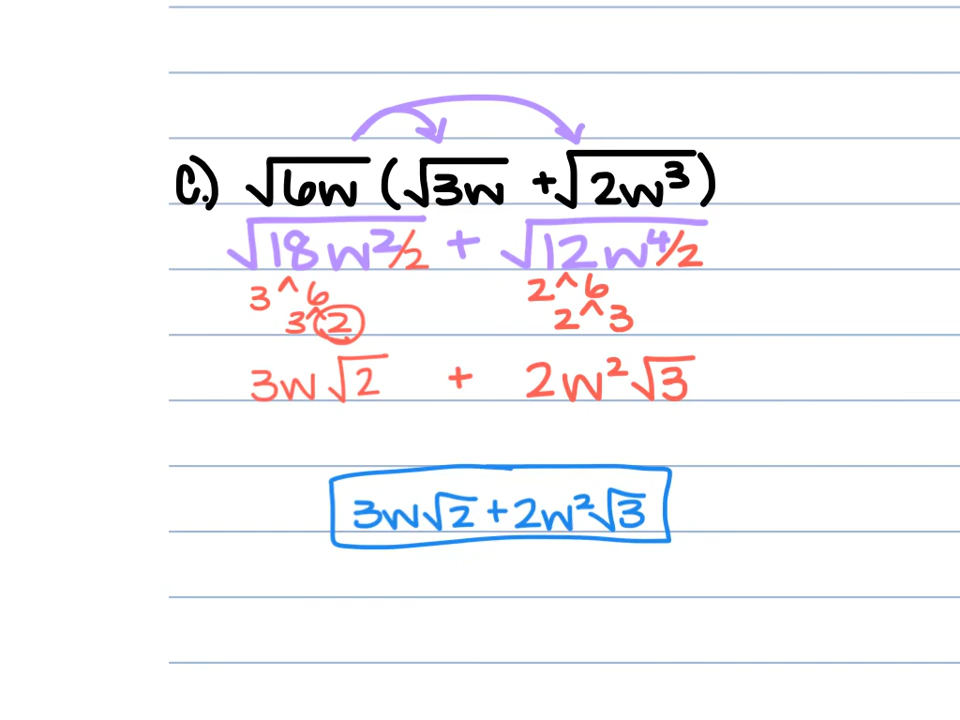 C.) √6w (√3w + √2w³)
√18w²/2 + √12w⁴/2
3 ^ 6 2 ^ 6
3 ^ 2 2 ^ 3
3w√2 + 2w²√3
3w√2 + 2w²√3